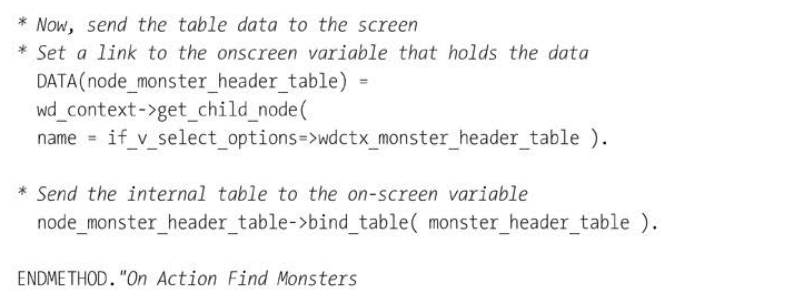 * Now, send the table data to the screen
* Set a link to the onscreen variable that holds the data
DATA(node_monster_header_table) =
wd_context->get_child_node(
name = if_v_select_options=>wdctx_monster_header_table ).
* Send the internal table to the on-screen variable
node_monster_header_table->bind_table( monster_header_table ).
ENDMETHOD."On Action Find Monsters